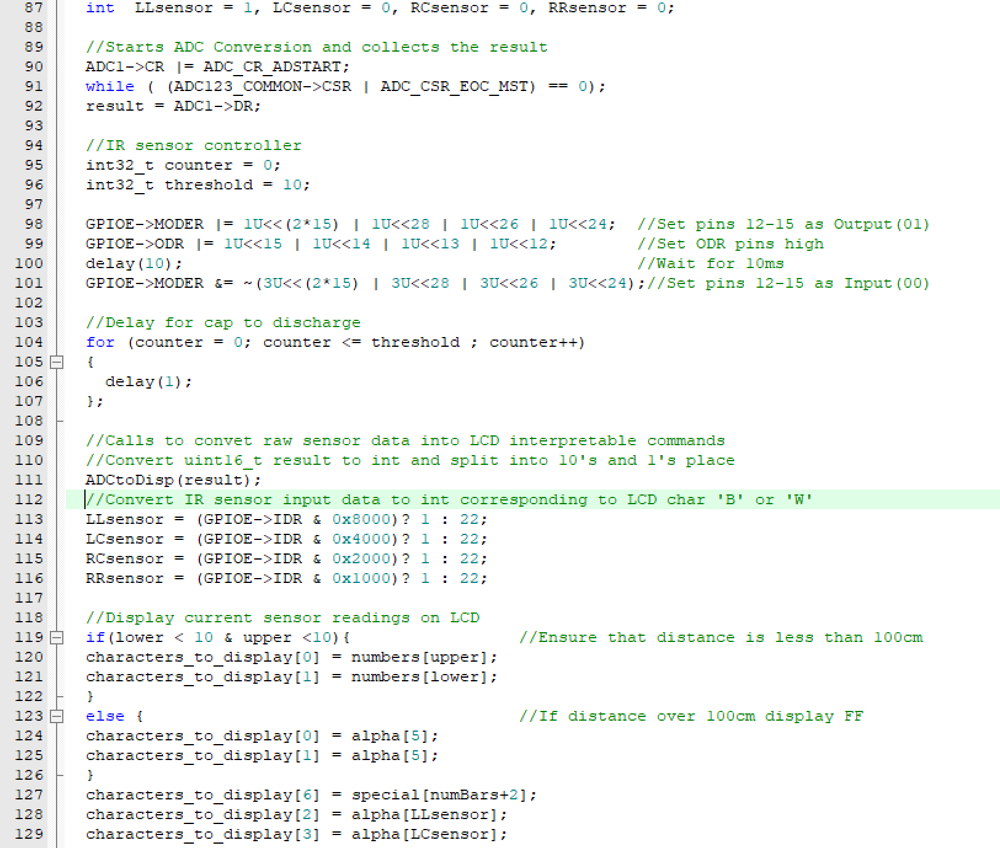 87 int  LLsensor = 1, LCsensor = 0, RCsensor = 0, RRsensor = 0;
88
89 //Starts ADC Conversion and collects the result
90 ADC1->CR |= ADC_CR_ADSTART;
91 while ( (ADC123_COMMON->CSR | ADC_CSR_EOC_MST) == 0);
92 result = ADC1->DR;
93
94 //IR sensor controller
95 int32_t counter = 0;
96 int32_t threshold = 10;
97
98 GPIOE->MODER |= 1U<<(2*15) | 1U<<28 | 1U<<26 | 1U<<24;  //Set pins 12-15 as Output(01)
99 GPIOE->ODR |= 1U<<15 | 1U<<14 | 1U<<13 | 1U<<12;        //Set ODR pins high
100 delay(10);                                              //Wait for 10ms
101 GPIOE->MODER &= ~(3U<<(2*15) | 3U<<28 | 3U<<26 | 3U<<24);//Set pins 12-15 as Input(00)
102
103 //Delay for cap to discharge
104 for (counter = 0; counter <= threshold ; counter++)
105 {
106   delay(1);
107 };
108
109 //Calls to convet raw sensor data into LCD interpretable commands
110 //Convert uint16_t result to int and split into 10's and 1's place
111 ADCtoDisp(result);
112 //Convert IR sensor input data to int corresponding to LCD char 'B' or 'W'
113 LLsensor = (GPIOE->IDR & 0x8000)? 1 : 22;
114 LCsensor = (GPIOE->IDR & 0x4000)? 1 : 22;
115 RCsensor = (GPIOE->IDR & 0x2000)? 1 : 22;
116 RRsensor = (GPIOE->IDR & 0x1000)? 1 : 22;
117
118 //Display current sensor readings on LCD
119 if(lower < 10 & upper <10){                 //Ensure that distance is less than 100cm
120 characters_to_display[0] = numbers[upper];
121 characters_to_display[1] = numbers[lower];
122 }
123 else {                                      //If distance over 100cm display FF
124 characters_to_display[0] = alpha[5];
125 characters_to_display[1] = alpha[5];
126 }
127 characters_to_display[6] = special[numBars+2];
128 characters_to_display[2] = alpha[LLsensor];
129 characters_to_display[3] = alpha[LCsensor];